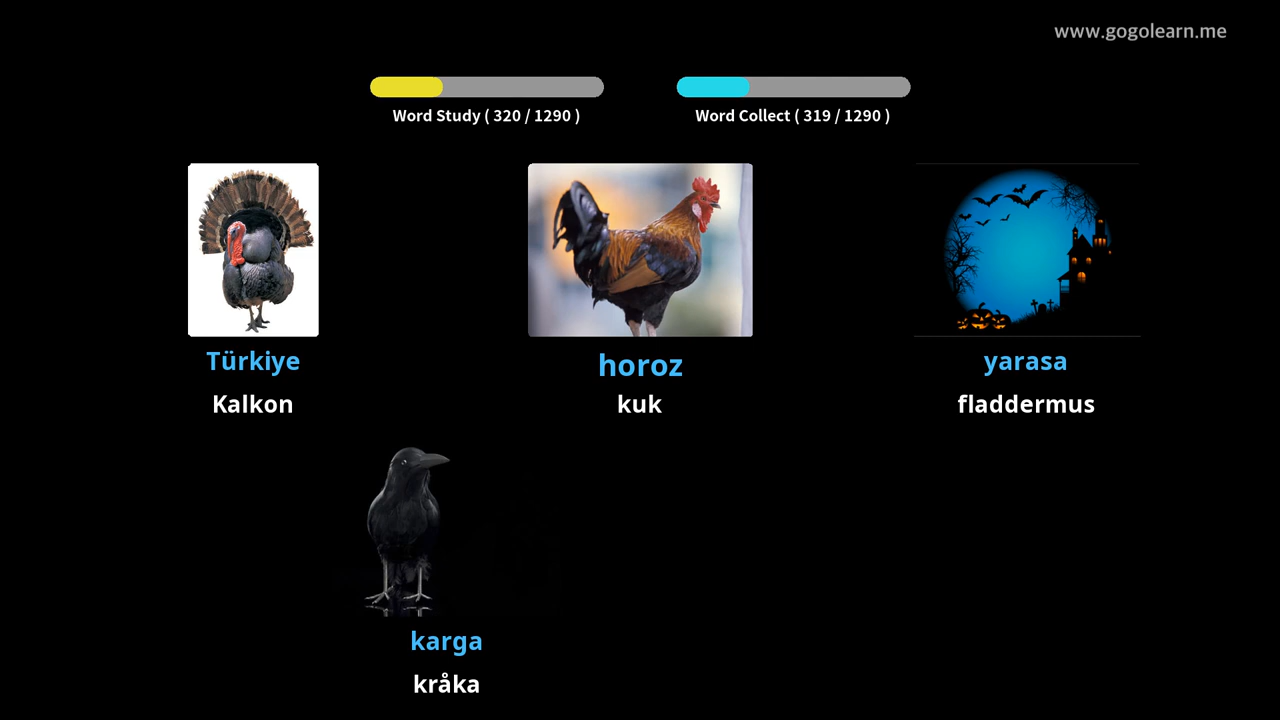 www.gogolearn.me
Word Study ( 320 / 1290 )
Word Collect ( 319 / 1290 )
Türkiye
Kalkon
horoz
kuk
yarasa
fladdermus
karga
kråka